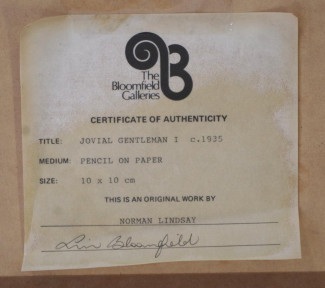 The
Bloomfield
Galleries
CERTIFICATE OF AUTHENTICITY
TITLE: JOVIAL GENTLEMAN I c.1935
MEDIUM: PENCIL ON PAPER
SIZE: 10 x 10 cm
THIS IS AN ORIGINAL WORK BY
NORMAN LINDSAY
Lin Bloomfield